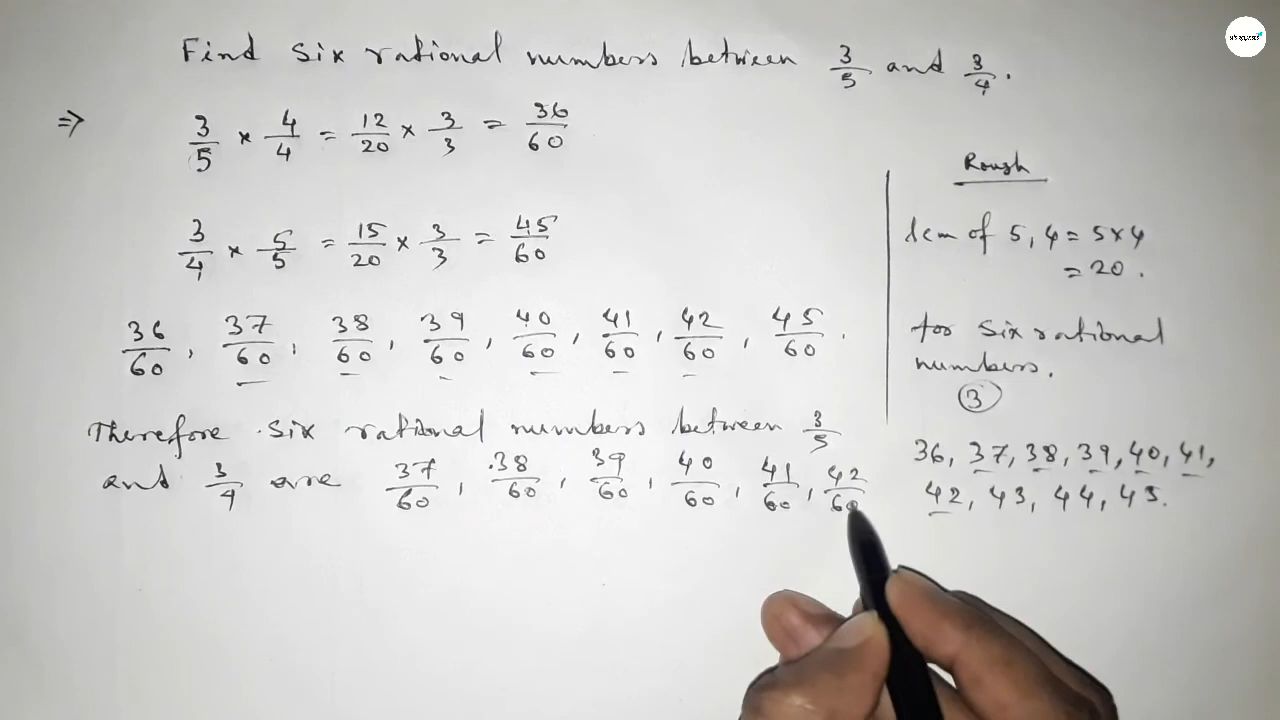 Find six rational numbers between 3/5 and 3/4.
⇒ 3/5 × 4/4 = 12/20 × 3/3 = 36/60
3/4 × 5/5 = 15/20 × 3/3 = 45/60
36/60, 37/60, 38/60, 39/60, 40/60, 41/60, 42/60, 45/60.
Therefore six rational numbers between 3/5
and 3/4 are 37/60, 38/60, 39/60, 40/60, 41/60, 42/60
Rough
lcm of 5, 4 = 5×4
= 20.
for six rational
numbers.
3
36, 37, 38, 39, 40, 41,
42, 43, 44, 45.